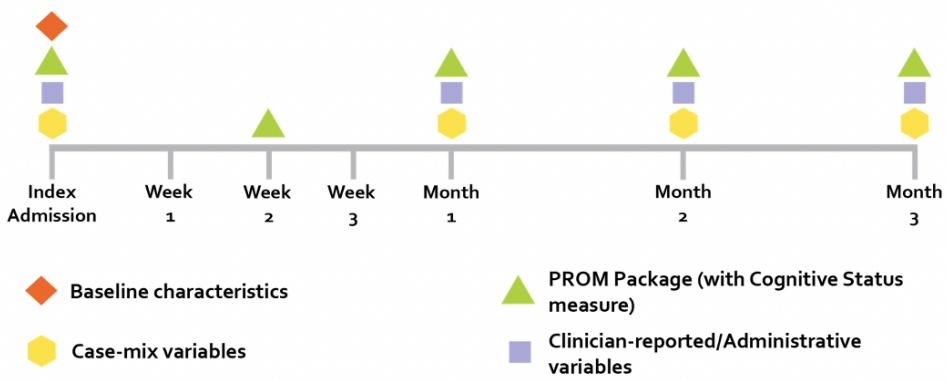 Index Week Week Week Month Month Month
Admission 1 2 3 1 2 3
Baseline characteristics
PROM Package (with Cognitive Status
measure)
Case-mix variables
Clinician-reported/Administrative
variables